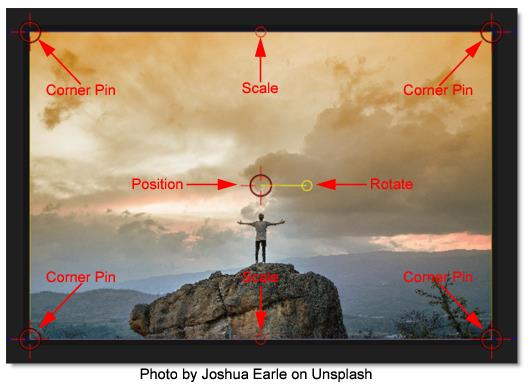 Corner Pin
Scale
Corner Pin
Position
Rotate
Corner Pin
Scale
Corner Pin
Photo by Joshua Earle on Unsplash